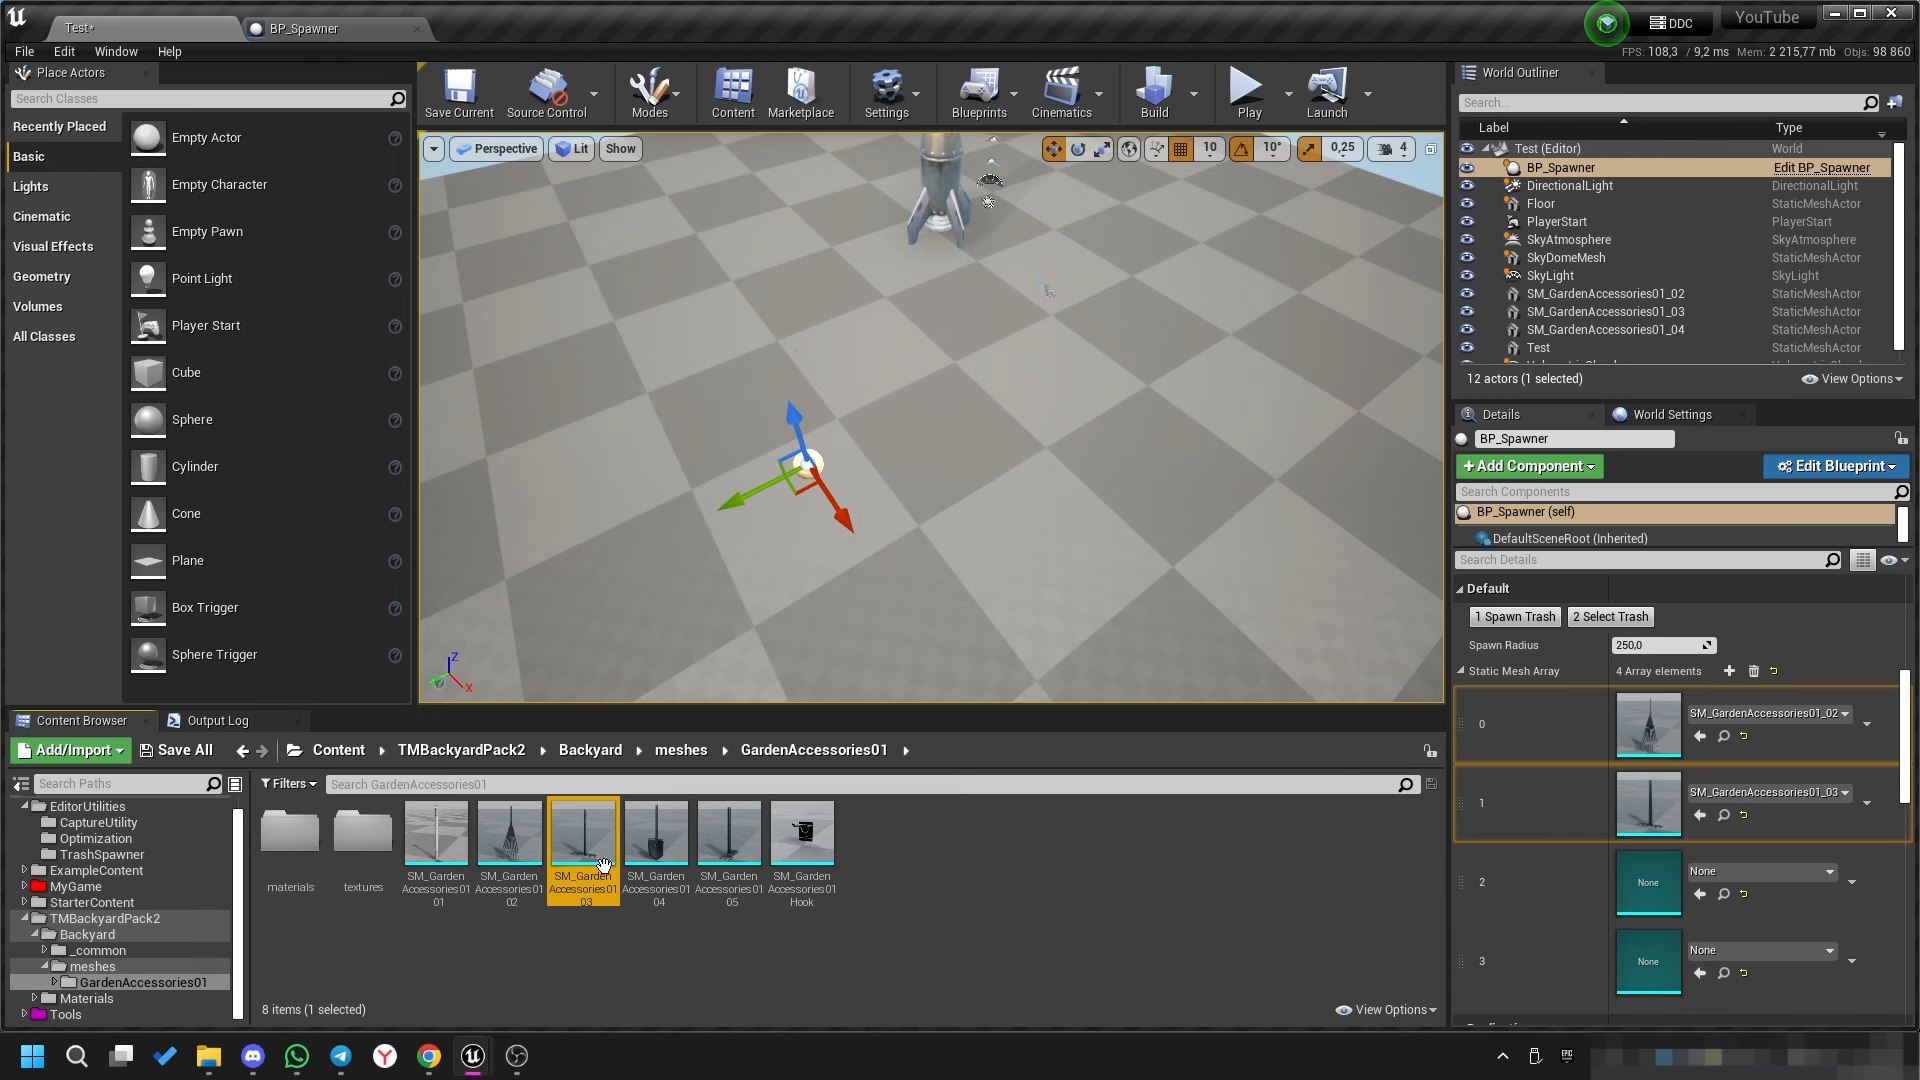 Test*
BP_Spawner
DDC
YouTube
File Edit Window Help
FPS: 108,3 / 9,2 ms Mem: 2 215,77 mb Objs: 98 860
Place Actors
Search Classes
Recently Placed
Basic
Lights
Cinematic
Visual Effects
Geometry
Volumes
All Classes
Empty Actor
Empty Character
Empty Pawn
Point Light
Player Start
Cube
Sphere
Cylinder
Cone
Plane
Box Trigger
Sphere Trigger
Save Current
Source Control
Modes
Content
Marketplace
Settings
Blueprints
Cinematics
Build
Play
Launch
Perspective
Lit
Show
10
10°
0,25
4
Z
X
World Outliner
Search...
Label Type
Test (Editor) World
BP_Spawner Edit BP_Spawner
DirectionalLight DirectionalLight
Floor StaticMeshActor
PlayerStart PlayerStart
SkyAtmosphere SkyAtmosphere
SkyDomeMesh StaticMeshActor
SkyLight SkyLight
SM_GardenAccessories01_02 StaticMeshActor
SM_GardenAccessories01_03 StaticMeshActor
SM_GardenAccessories01_04 StaticMeshActor
Test StaticMeshActor
12 actors (1 selected)
View Options
Details
World Settings
BP_Spawner
+Add Component
Edit Blueprint
Search Components
BP_Spawner (self)
DefaultSceneRoot (Inherited)
Search Details
Default
1 Spawn Trash 2 Select Trash
Spawn Radius 250,0
Static Mesh Array 4 Array elements
0 SM_GardenAccessories01_02
1 SM_GardenAccessories01_03
2 None None
3 None None
Content Browser
Output Log
Add/Import
Save All
Content TMBackyardPack2 Backyard meshes GardenAccessories01
Search Paths
Filters
Search GardenAccessories01
EditorUtilities
CaptureUtility
Optimization
TrashSpawner
ExampleContent
MyGame
StarterContent
TMBackyardPack2
Backyard
_common
meshes
GardenAccessories01
Materials
Tools
materials
textures
SM_Garden
Accessories01
01
SM_Garden
Accessories01
02
SM_Garden
Accessories01
03
SM_Garden
Accessories01
04
SM_Garden
Accessories01
05
SM_Garden
Accessories01
Hook
8 items (1 selected)
View Options
EPIC